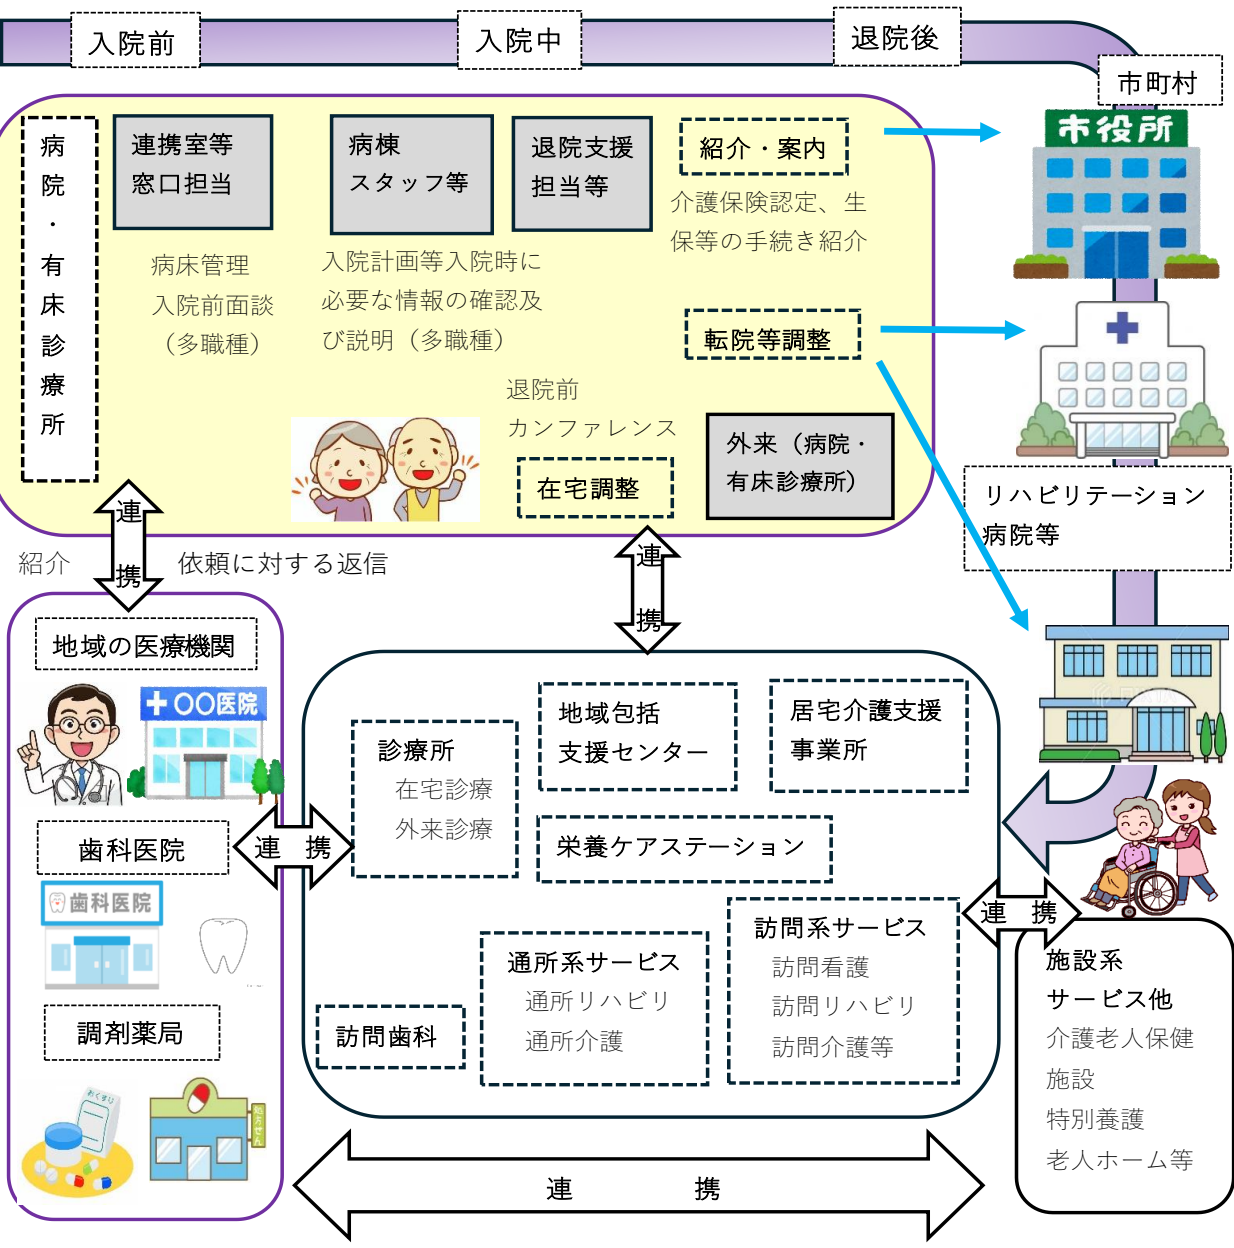 入院前
入院中
退院後
市町村
市役所
病院・有床診療所
連携室等
窓口担当
病床管理
入院前面談
（多職種）
病棟
スタッフ等
入院計画等入院時に
必要な情報の確認及
び説明（多職種）
退院支援
担当等
紹介・案内
介護保険認定、生
保等の手続き紹介
転院等調整
退院前
カンファレンス
在宅調整
外来（病院・
有床診療所）
リハビリテーション
病院等
連携
紹介
依頼に対する返信
連携
地域の医療機関
〇〇医院
歯科医院
歯科医院
調剤薬局
おくすり
処方せん
連携
診療所
在宅診療
外来診療
地域包括
支援センター
居宅介護支援
事業所
栄養ケアステーション
訪問歯科
通所系サービス
通所リハビリ
通所介護
訪問系サービス
訪問看護
訪問リハビリ
訪問介護等
連携
施設系
サービス他
介護老人保健
施設
特別養護
老人ホーム等
連携